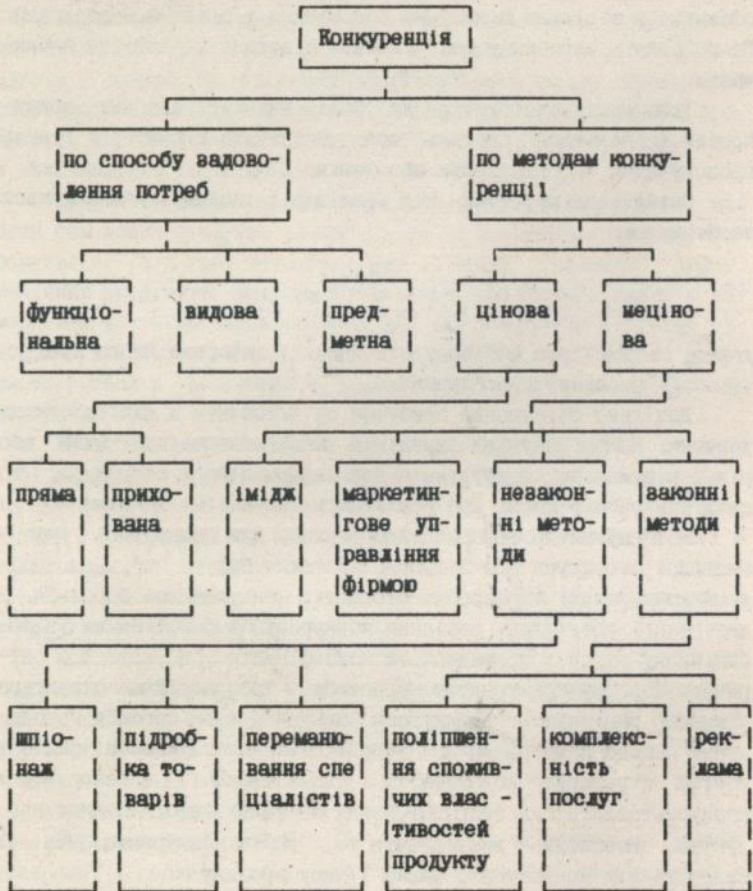 Конкуренція
по способу задово-
лення потреб
по методам конку-
ренції
функціо-
нальна
видова
пред-
метна
цінова
меціно-
ва
пряма
прихо-
вана
імідж
маркетин-
гове уп-
равління
фірмою
незакон-
ні мето-
ди
законні
методи
шпіо-
наж
підроб-
ка то-
варів
переманю-
вання спе
ціалістів
поліпшен-
ня спожив-
чих влас -
тивостей
продукту
комплекс-
ність
послуг
рек-
лама